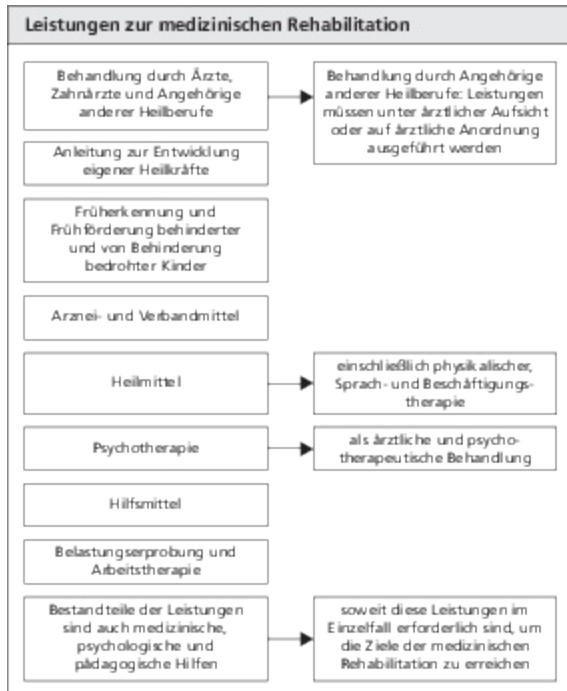 Leistungen zur medizinischen Rehabilitation
Behandlung durch Ärzte,
Zahnärzte und Angehörige
anderer Heilberufe
Behandlung durch Angehörige
anderer Heilberufe: Leistungen
müssen unter ärztlicher Aufsicht
oder auf ärztliche Anordnung
ausgeführt werden
Anleitung zur Entwicklung
eigener Heilkräfte
Früherkennung und
Frühförderung behinderter
und von Behinderung
bedrohter Kinder
Arznei- und Verbandmittel
Heilmittel
einschließlich physikalischer,
Sprach- und Beschäftigungs-
therapie
Psychotherapie
als ärztliche und psycho-
therapeutische Behandlung
Hilfsmittel
Belastungserprobung und
Arbeitstherapie
Bestandteile der Leistungen
sind auch medizinische,
psychologische und
pädagogische Hilfen
soweit diese Leistungen im
Einzelfall erforderlich sind, um
die Ziele der medizinischen
Rehabilitation zu erreichen